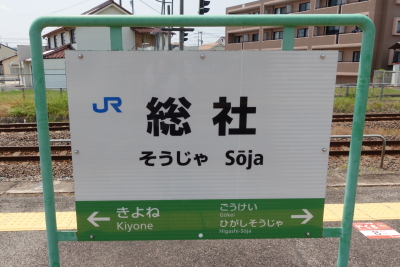 JR
総社
そうじゃ Sōja
きよね
Kiyone
ごうけい
Gōkei
ひがしそうじゃ
Higashi-Sōja